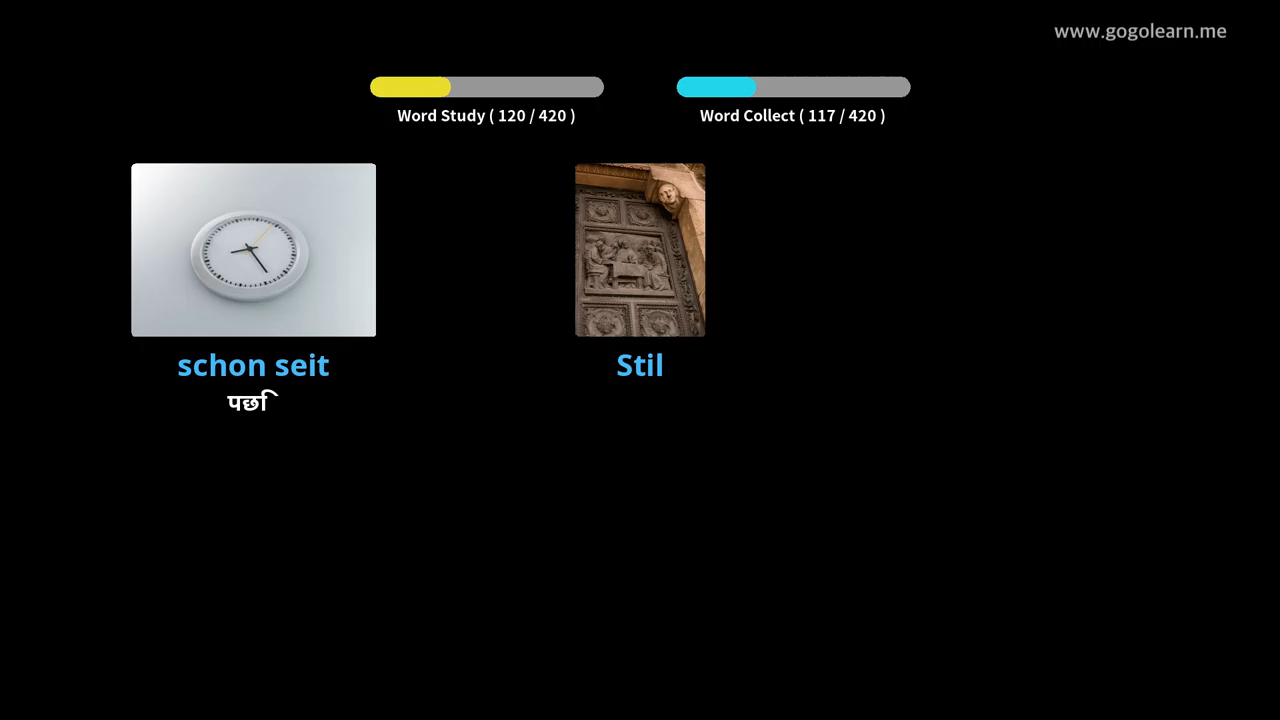 www.gogolearn.me
Word Study ( 120 / 420 )
Word Collect ( 117 / 420 )
schon seit
Stil
पछि